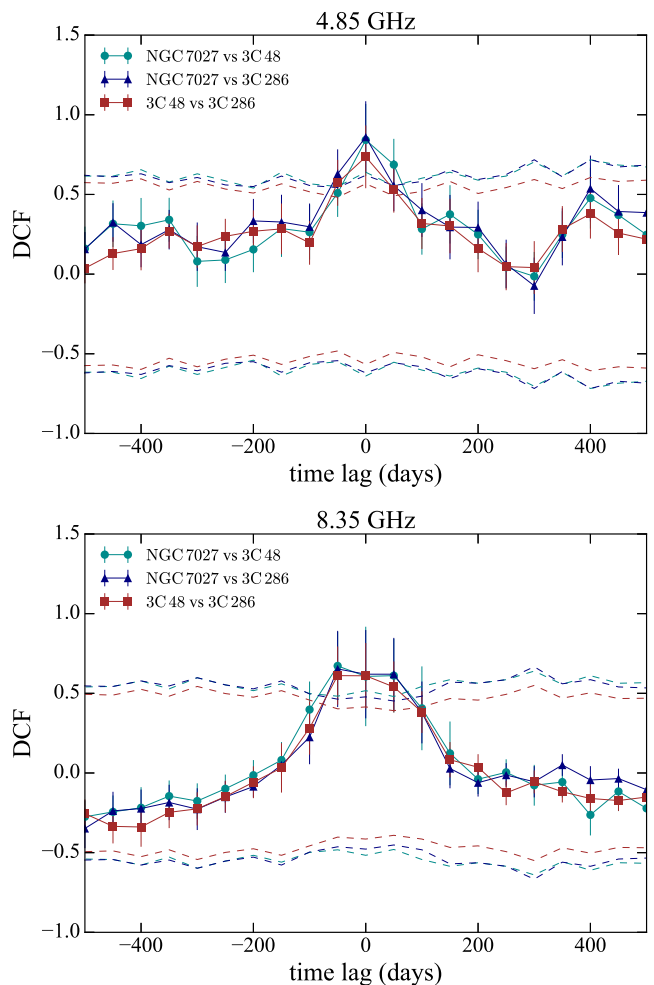 4.85 GHz
1.5
1.0
0.5
0.0
−0.5
−1.0
DCF
NGC 7027 vs 3C 48
NGC 7027 vs 3C 286
3C 48 vs 3C 286
−400 −200 0 200 400
time lag (days)
8.35 GHz
1.5
1.0
0.5
0.0
−0.5
−1.0
DCF
NGC 7027 vs 3C 48
NGC 7027 vs 3C 286
3C 48 vs 3C 286
−400 −200 0 200 400
time lag (days)